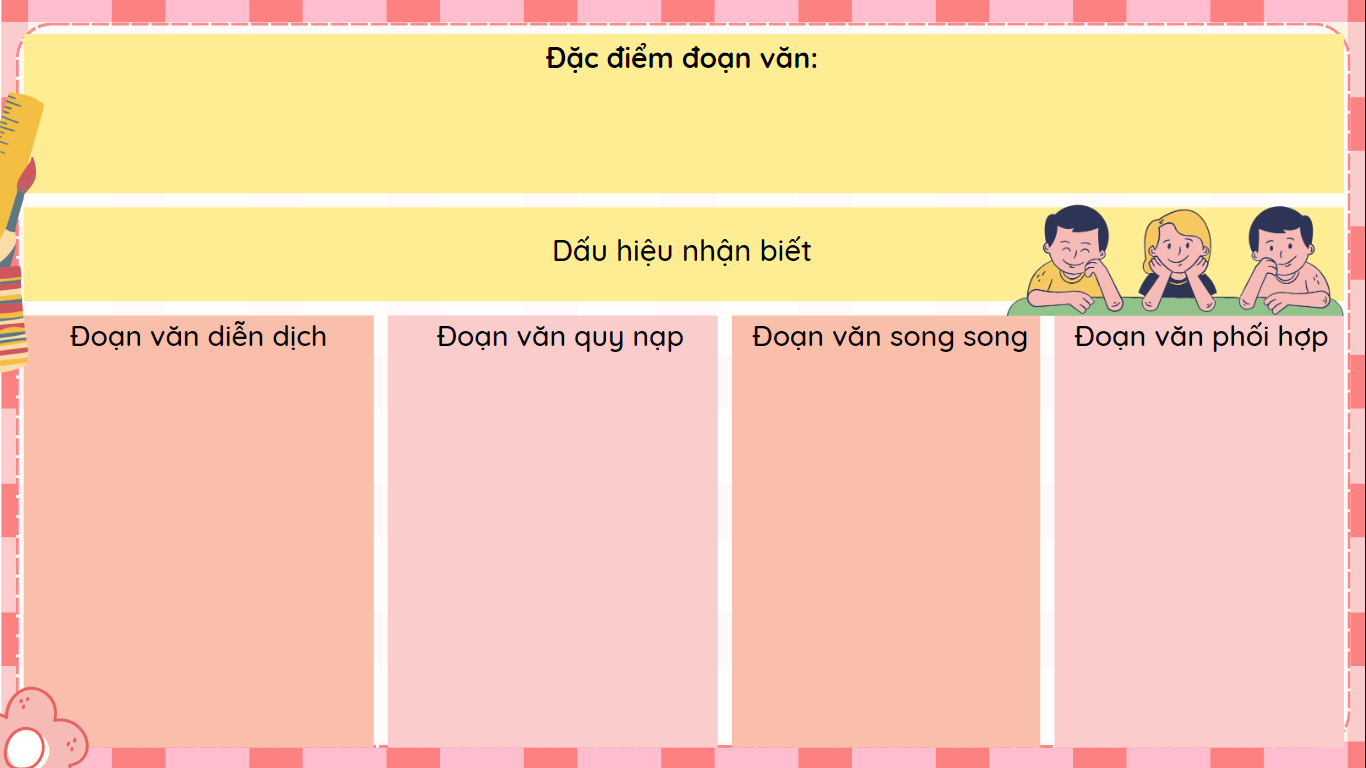 Đặc điểm đoạn văn:
Dấu hiệu nhận biết
Đoạn văn diễn dịch
Đoạn văn quy nạp
Đoạn văn song song
Đoạn văn phối hợp